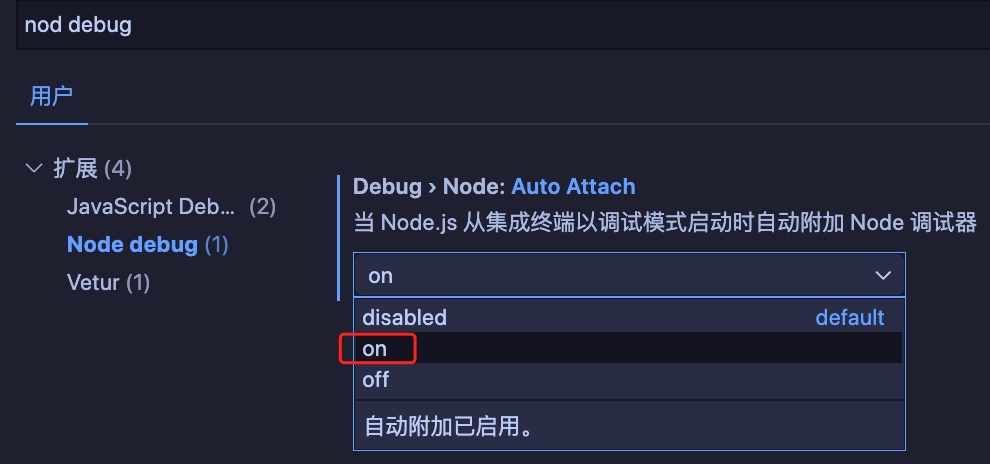 nod debug
用户
扩展 (4)
JavaScript Deb... (2)
Node debug (1)
Vetur (1)
Debug › Node: Auto Attach
当 Node.js 从集成终端以调试模式启动时自动附加 Node 调试器
on
disabled default
on
off
自动附加已启用。